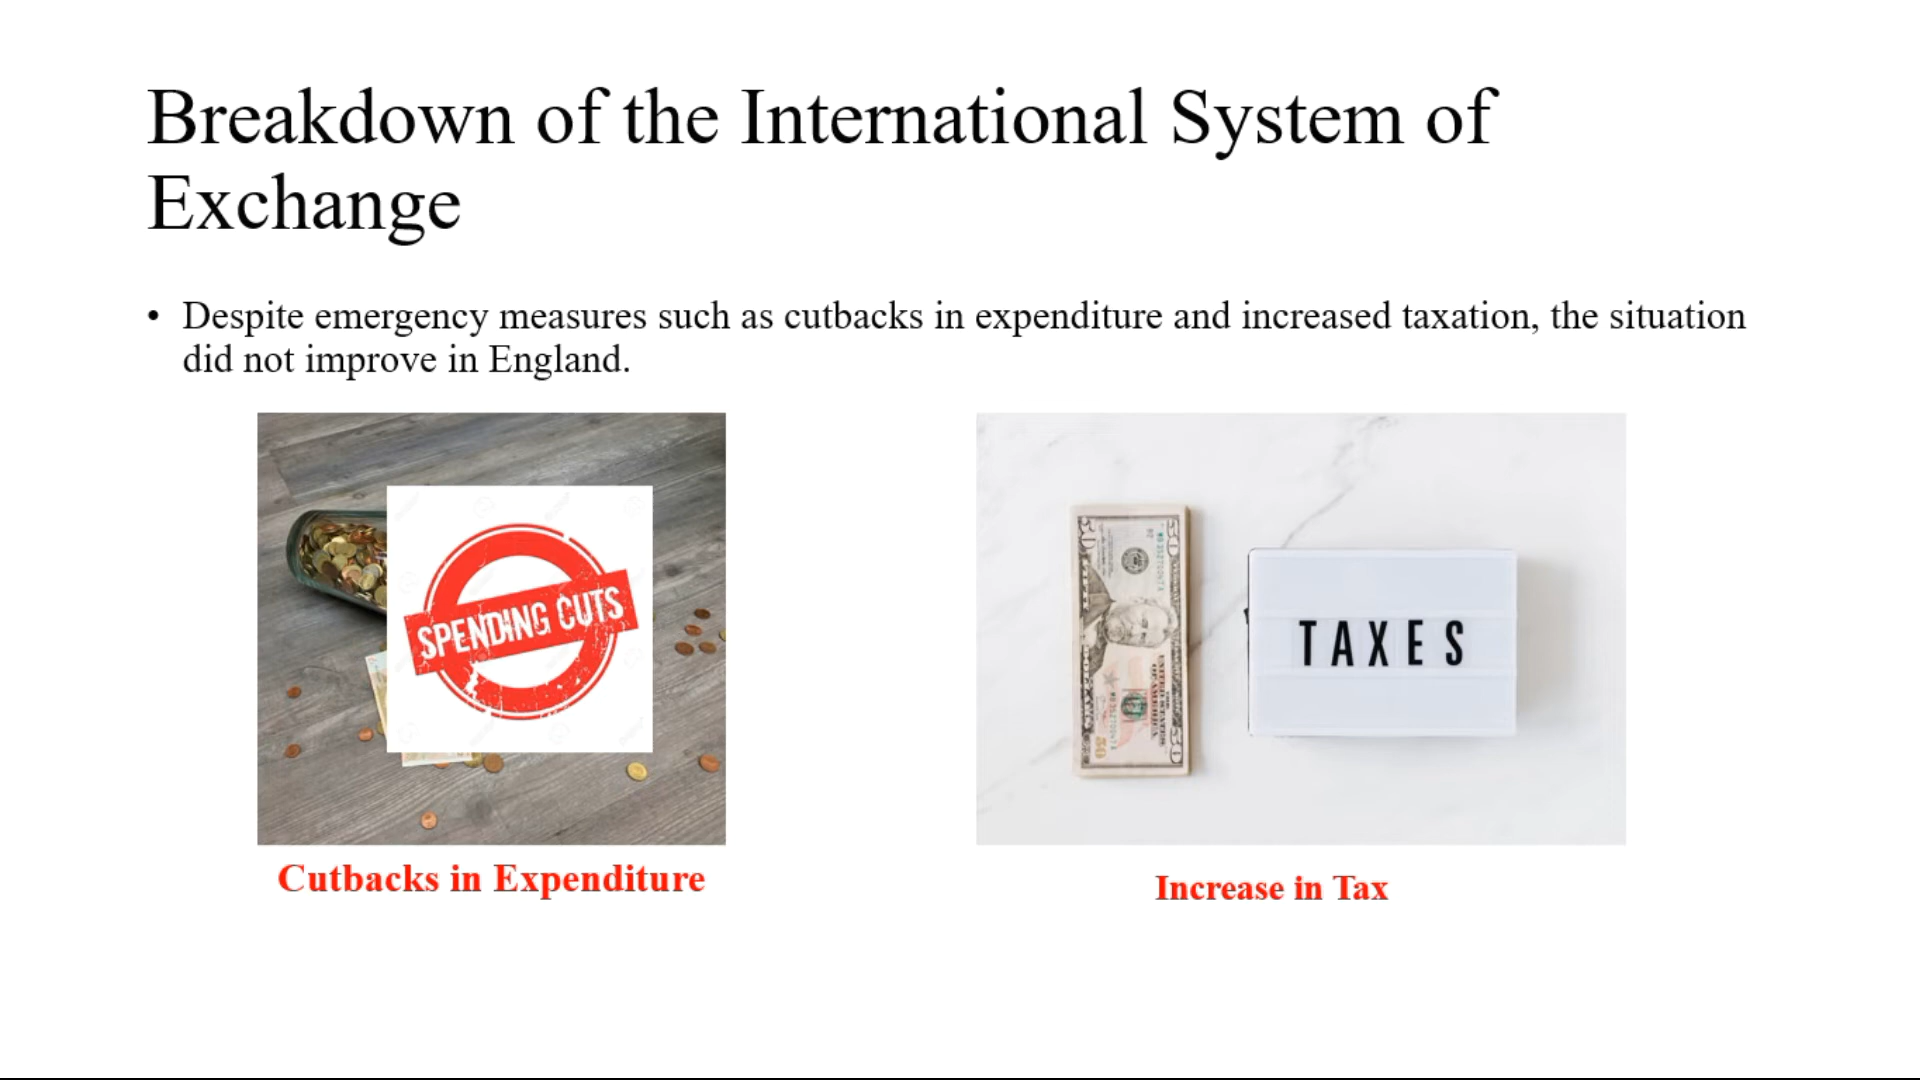 Breakdown of the International System of
Exchange
• Despite emergency measures such as cutbacks in expenditure and increased taxation, the situation
did not improve in England.
SPENDING CUTS
TAXES
Cutbacks in Expenditure
Increase in Tax